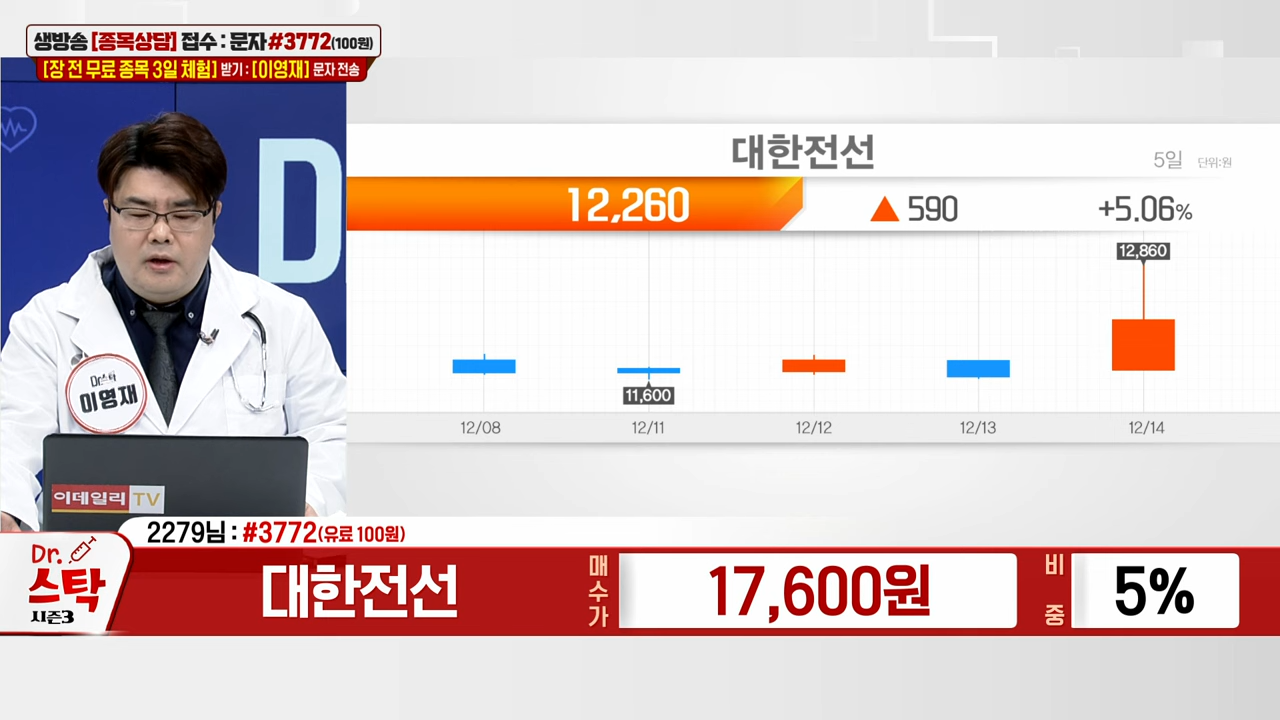 생방송 [종목상담] 접수 : 문자#3772(100원)
[장 전 무료 종목 3일 체험] 받기 : [이영재] 문자 전송
D
대한전선
5일 단위:원
12,260 ▲ 590 +5.06%
12,860
11,600
12/08 12/11 12/12 12/13 12/14
Dr.스탁
이영재
이데일리 TV
2279님 : #3772(유료 100원)
Dr.
스탁
시즌3
대한전선 매수가 17,600원 비중 5%